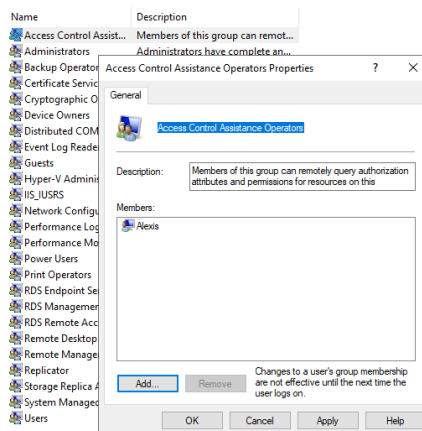 Name Description
Access Control Assist... Members of this group can remot...
Administrators Administrators have complete an...
Backup Operator
Certificate Servic
Cryptographic O
Device Owners
Distributed COM
Event Log Reade
Guests
Hyper-V Adminis
IIS_IUSRS
Network Configu
Performance Log
Performance Mo
Power Users
Print Operators
RDS Endpoint Se
RDS Managemer
RDS Remote Acc
Remote Desktop
Remote Manage
Replicator
Storage Replica A
System Managed
Users
Access Control Assistance Operators Properties ? ×
General
Access Control Assistance Operators
Description: Members of this group can remotely query authorization
attributes and permissions for resources on this
Members:
Alexis
Add... Remove
Changes to a user's group membership
are not effective until the next time the
user logs on.
OK Cancel Apply Help